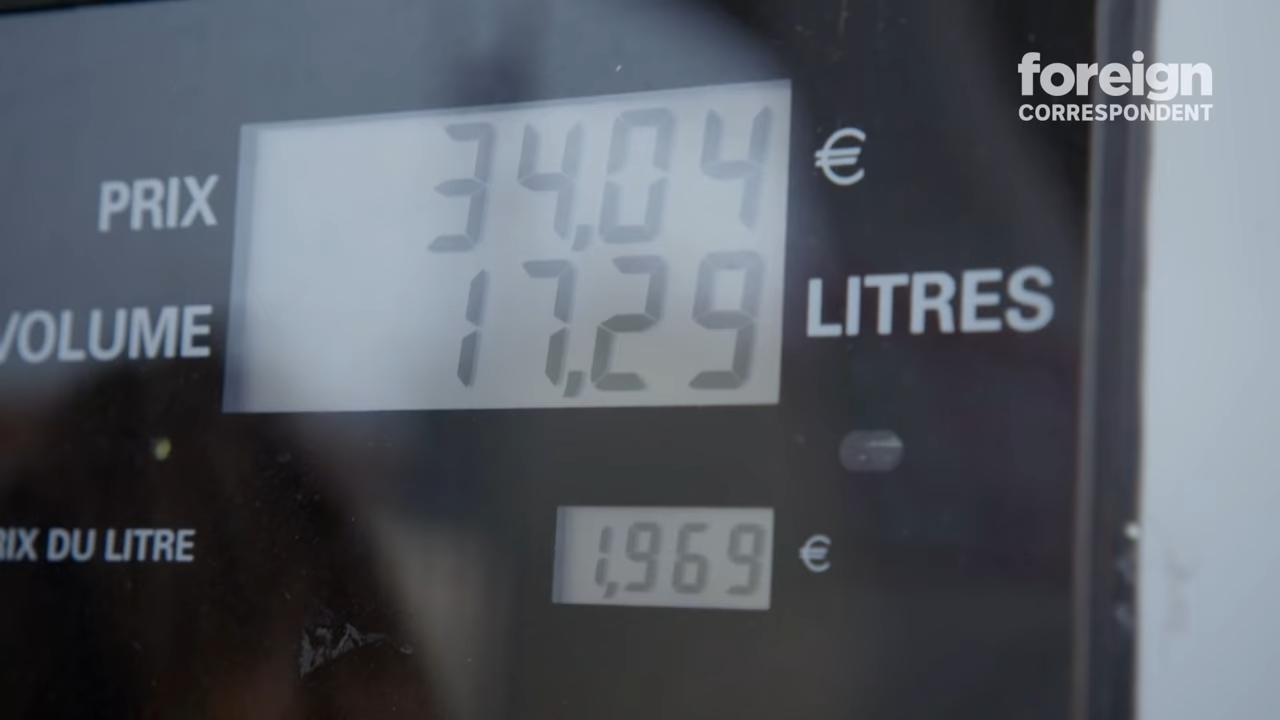 foreign
CORRESPONDENT
PRIX 34,04 €
VOLUME 17,29 LITRES
RIX DU LITRE 1,969 €